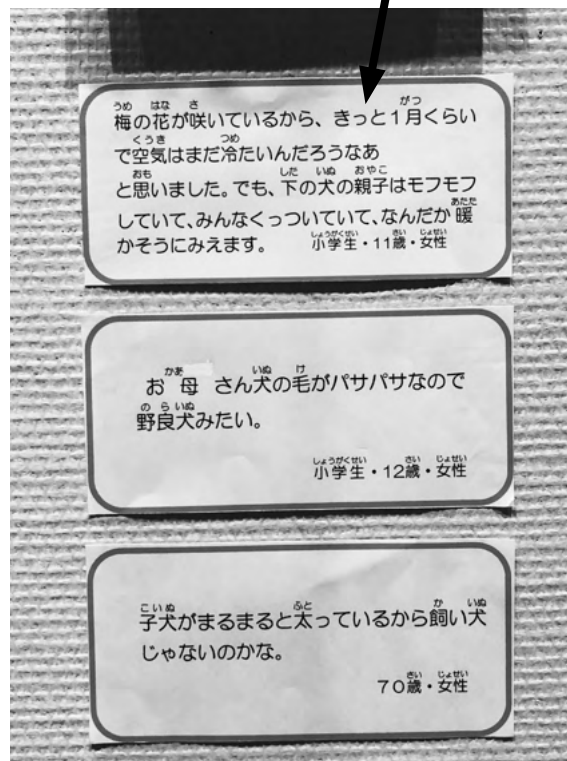 梅の花が咲いているから、きっと1月くらい
で空気はまだ冷たいんだろうなあ
と思いました。でも、下の犬の親子はモフモフ
していて、みんなくっついていて、なんだか暖
かそうにみえます。 小学生・11歳・女性
お母さん犬の毛がパサパサなので
野良犬みたい。
小学生・12歳・女性
子犬がまるまると太っているから飼い犬
じゃないのかな。
70歳・女性